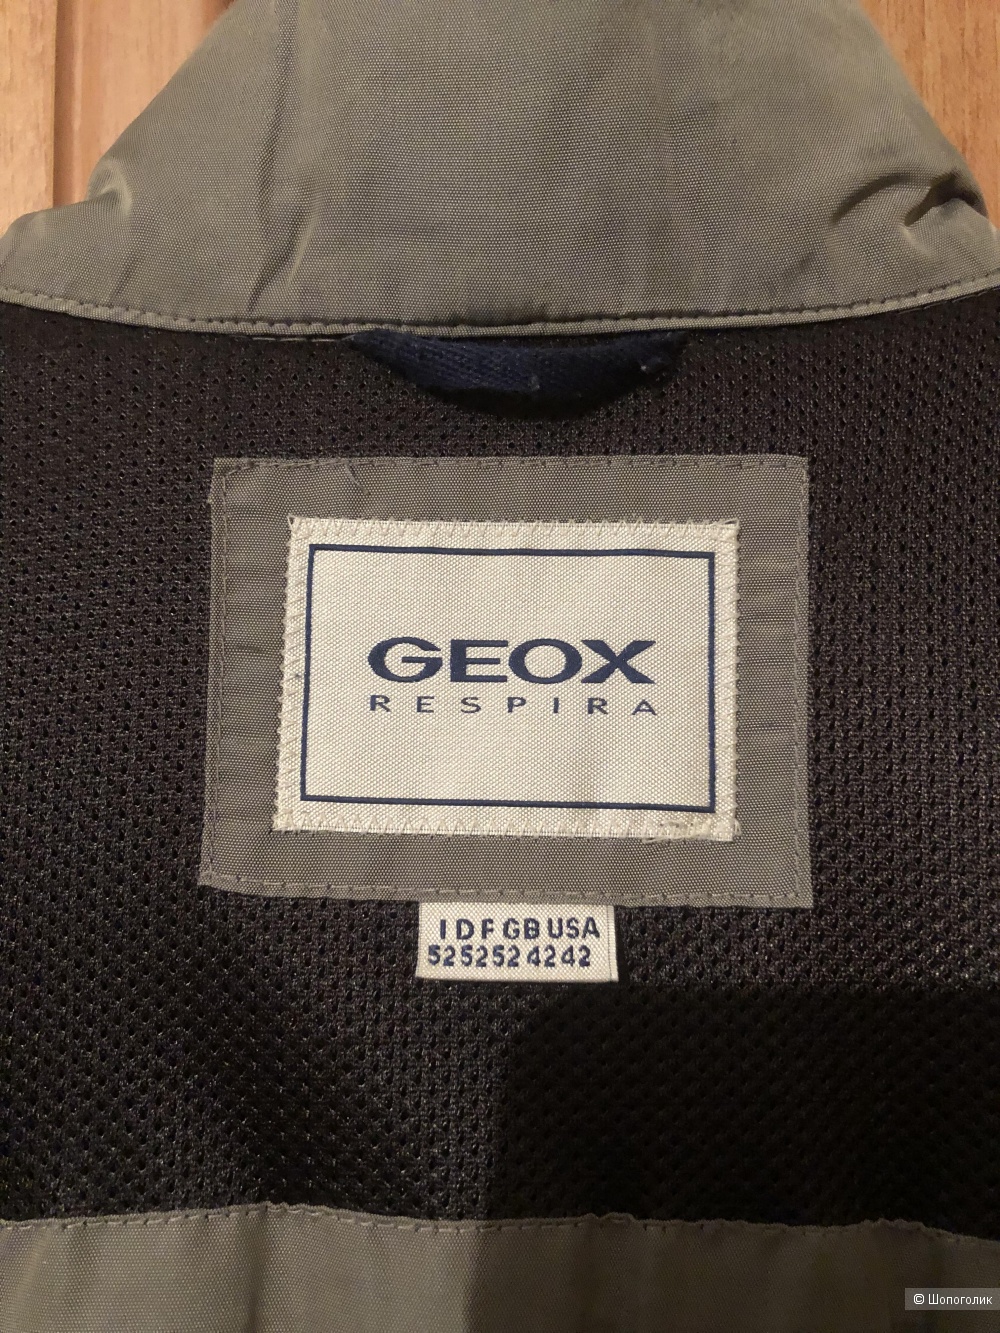 GEOX
RESPIRA
I D F GB USA
52 52 52 42 42
© Шопоголик